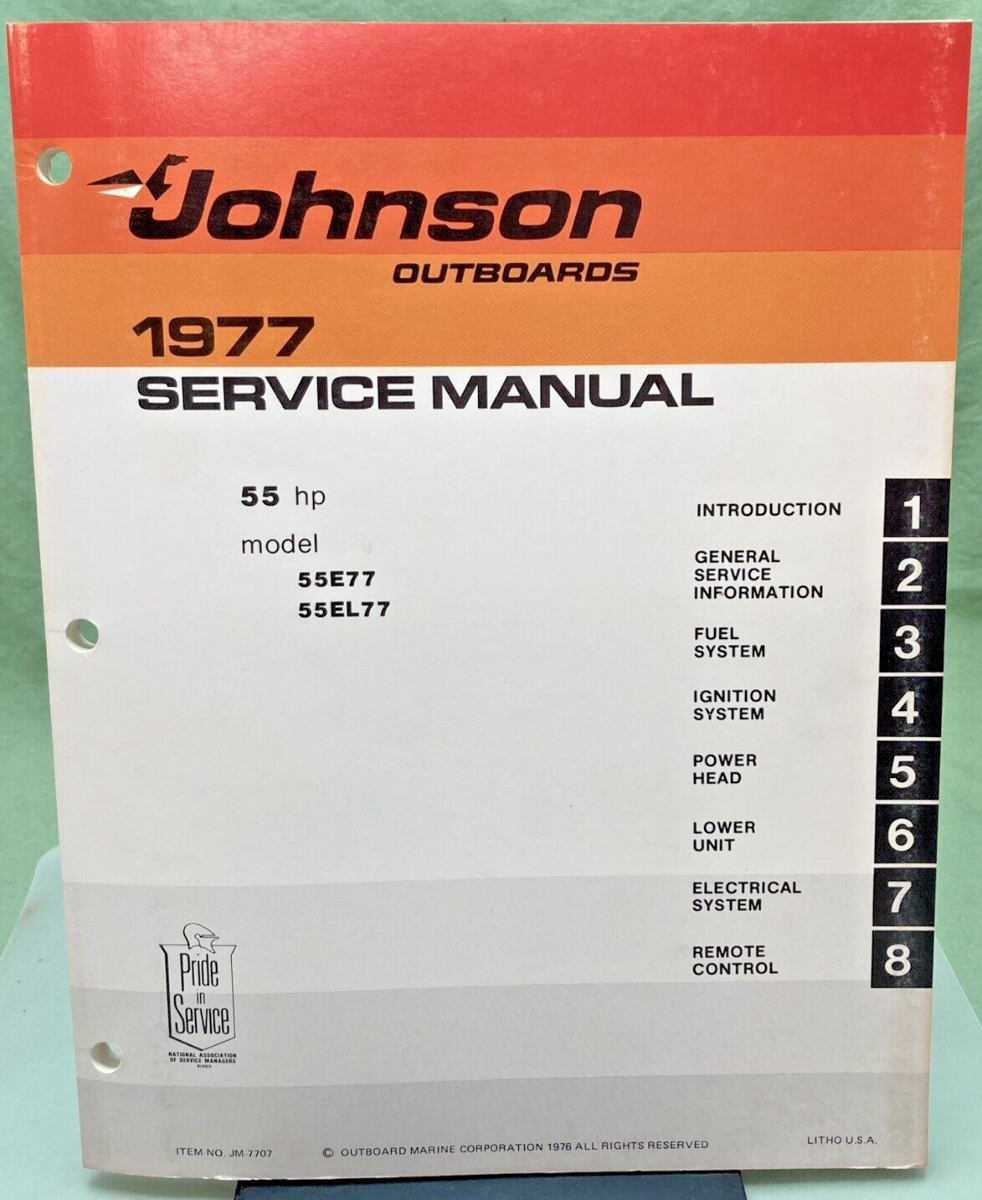 Johnson
OUTBOARDS
1977
SERVICE MANUAL
55 hp
model
55E77
55EL77
INTRODUCTION 1
GENERAL
SERVICE
INFORMATION 2
FUEL
SYSTEM 3
IGNITION
SYSTEM 4
POWER
HEAD 5
LOWER
UNIT 6
ELECTRICAL
SYSTEM 7
REMOTE
CONTROL 8
Pride
in
Service
NATIONAL ASSOCIATION
OF SERVICE MANAGERS
MEMBER
ITEM NO. JM-7707
© OUTBOARD MARINE CORPORATION 1976 ALL RIGHTS RESERVED
LITHO U.S.A.